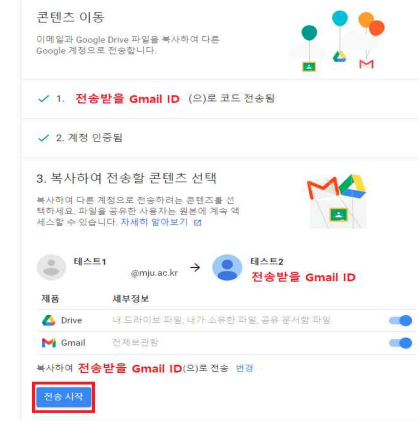 콘텐츠 이동
이메일과 Google Drive 파일을 복사하여 다른
Google 계정으로 전송합니다.
✓ 1. 전송받을 Gmail ID (으)로 코드 전송됨
✓ 2. 계정 인증됨
3. 복사하여 전송할 콘텐츠 선택
복사하여 다른 계정으로 전송하려는 콘텐츠를 선
택하세요. 파일을 공유한 사용자는 원본에 계속 액
세스할 수 있습니다. 자세히 알아보기
테스트1 테스트2
@mju.ac.kr → 전송받을 Gmail ID
제품 세부정보
Drive 내 드라이브 파일, 내가 소유한 파일, 공유 문서함 파일
Gmail 전체보관함
복사하여 전송받을 Gmail ID(으)로 전송 변경
전송 시작